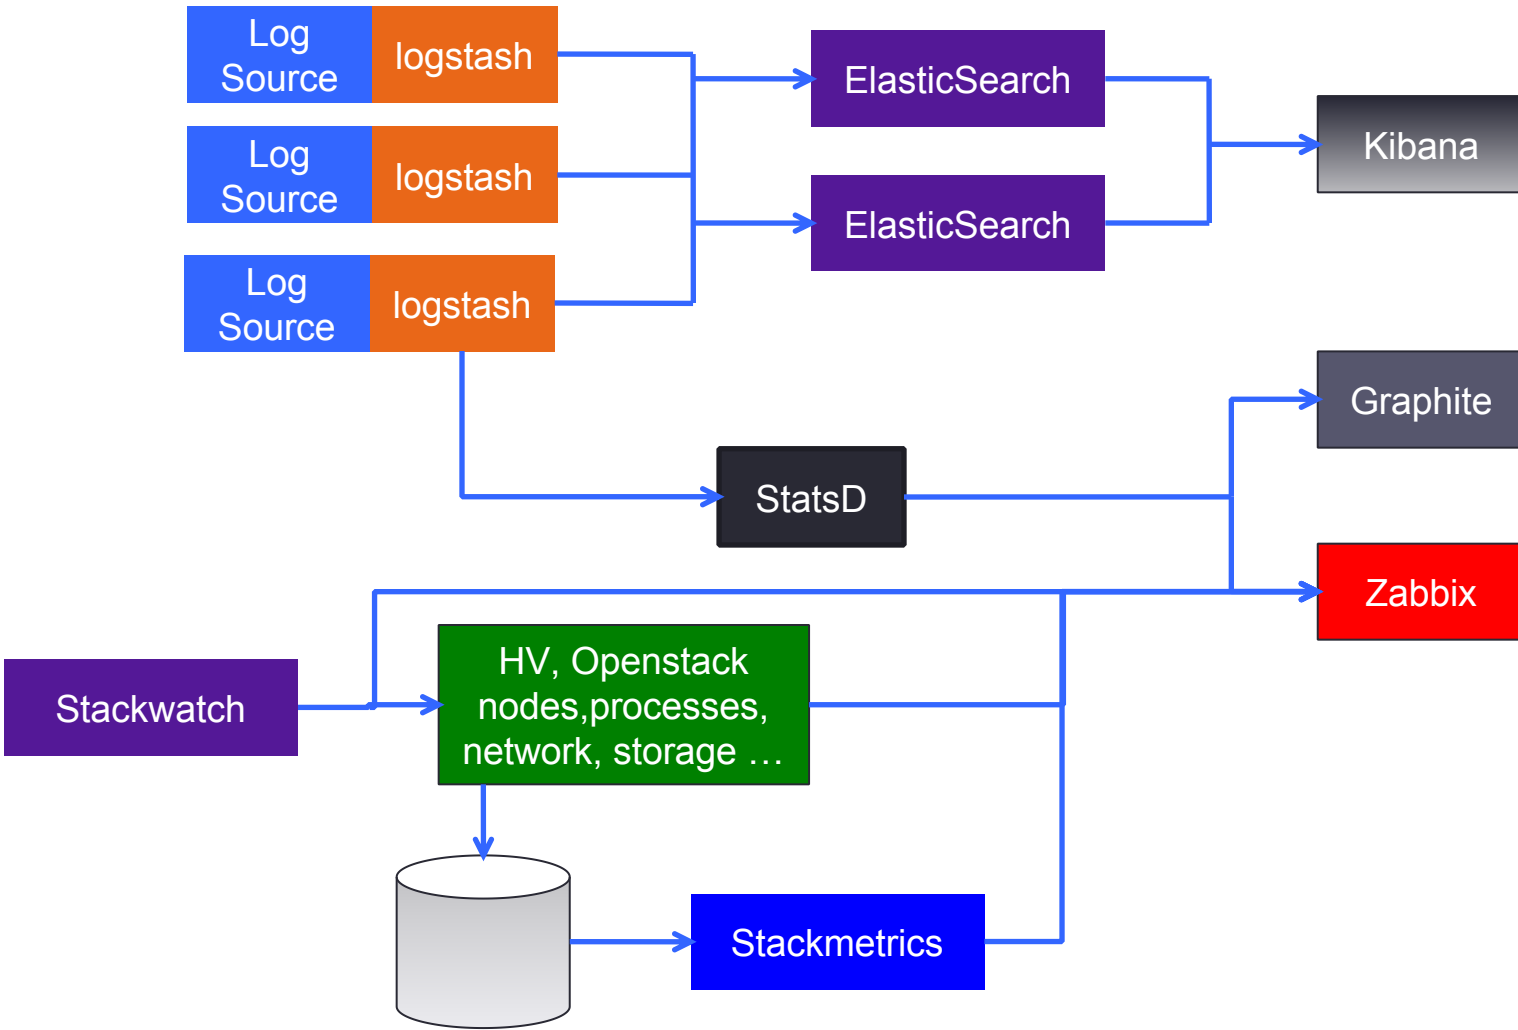 Log
Source
logstash
ElasticSearch
Kibana
Log
Source
logstash
ElasticSearch
Log
Source
logstash
Graphite
StatsD
Zabbix
HV, Openstack
nodes,processes,
network, storage …
Stackwatch
Stackmetrics